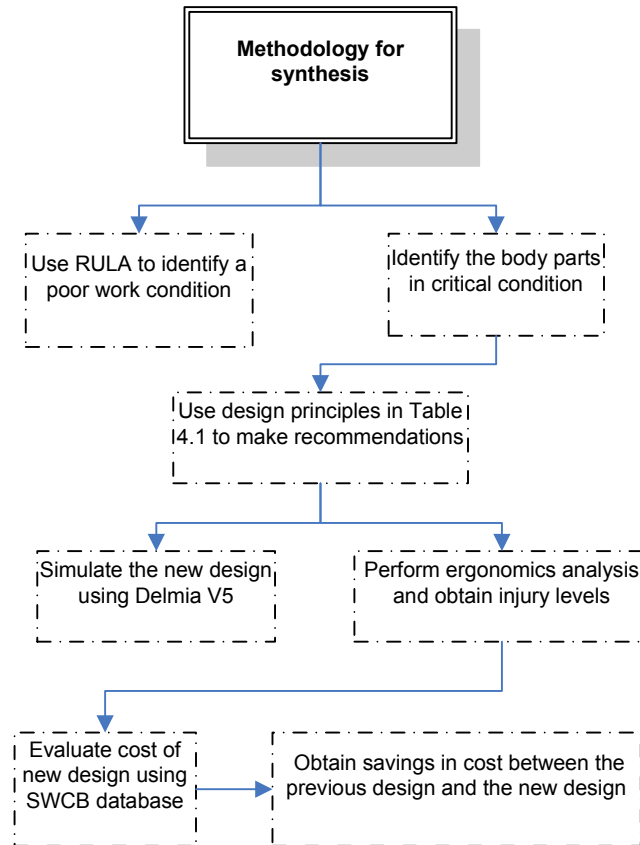 Methodology for
synthesis
Use RULA to identify a
poor work condition
Identify the body parts
in critical condition
Use design principles in Table
4.1 to make recommendations
Simulate the new design
using Delmia V5
Perform ergonomics analysis
and obtain injury levels
Evaluate cost of
new design using
SWCB database
Obtain savings in cost between the
previous design and the new design